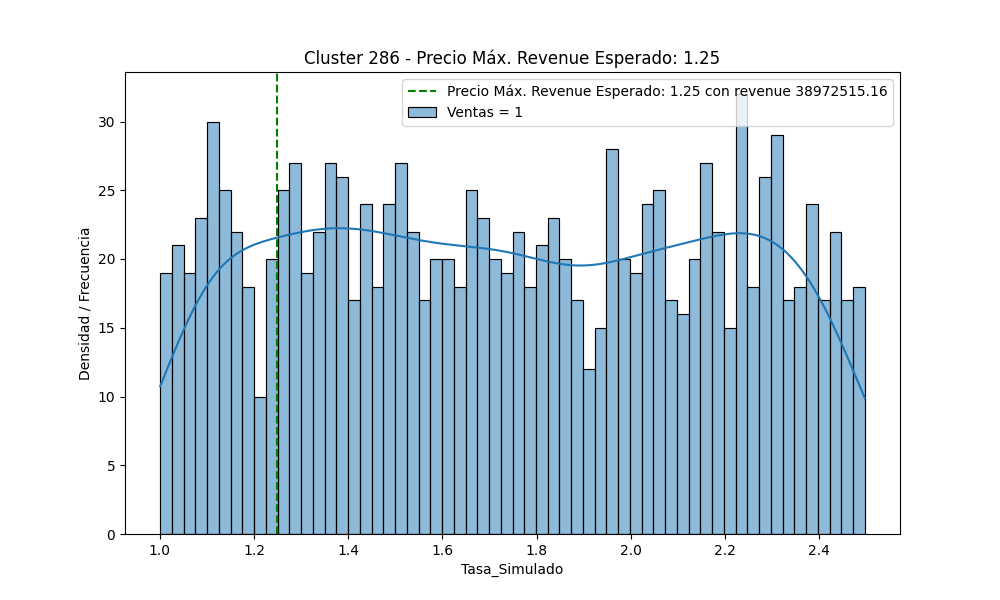 Cluster 286 - Precio Máx. Revenue Esperado: 1.25
Precio Máx. Revenue Esperado: 1.25 con revenue 38972515.16
Ventas = 1
Densidad / Frecuencia
30
25
20
15
10
5
0
1.0 1.2 1.4 1.6 1.8 2.0 2.2 2.4
Tasa_Simulado